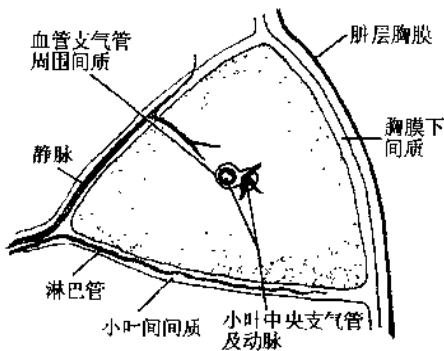 血管支气管
周围间质
脏层胸膜
胸膜下
间质
静脉
淋巴管
小叶间间质
小叶中央支气管
及动脉